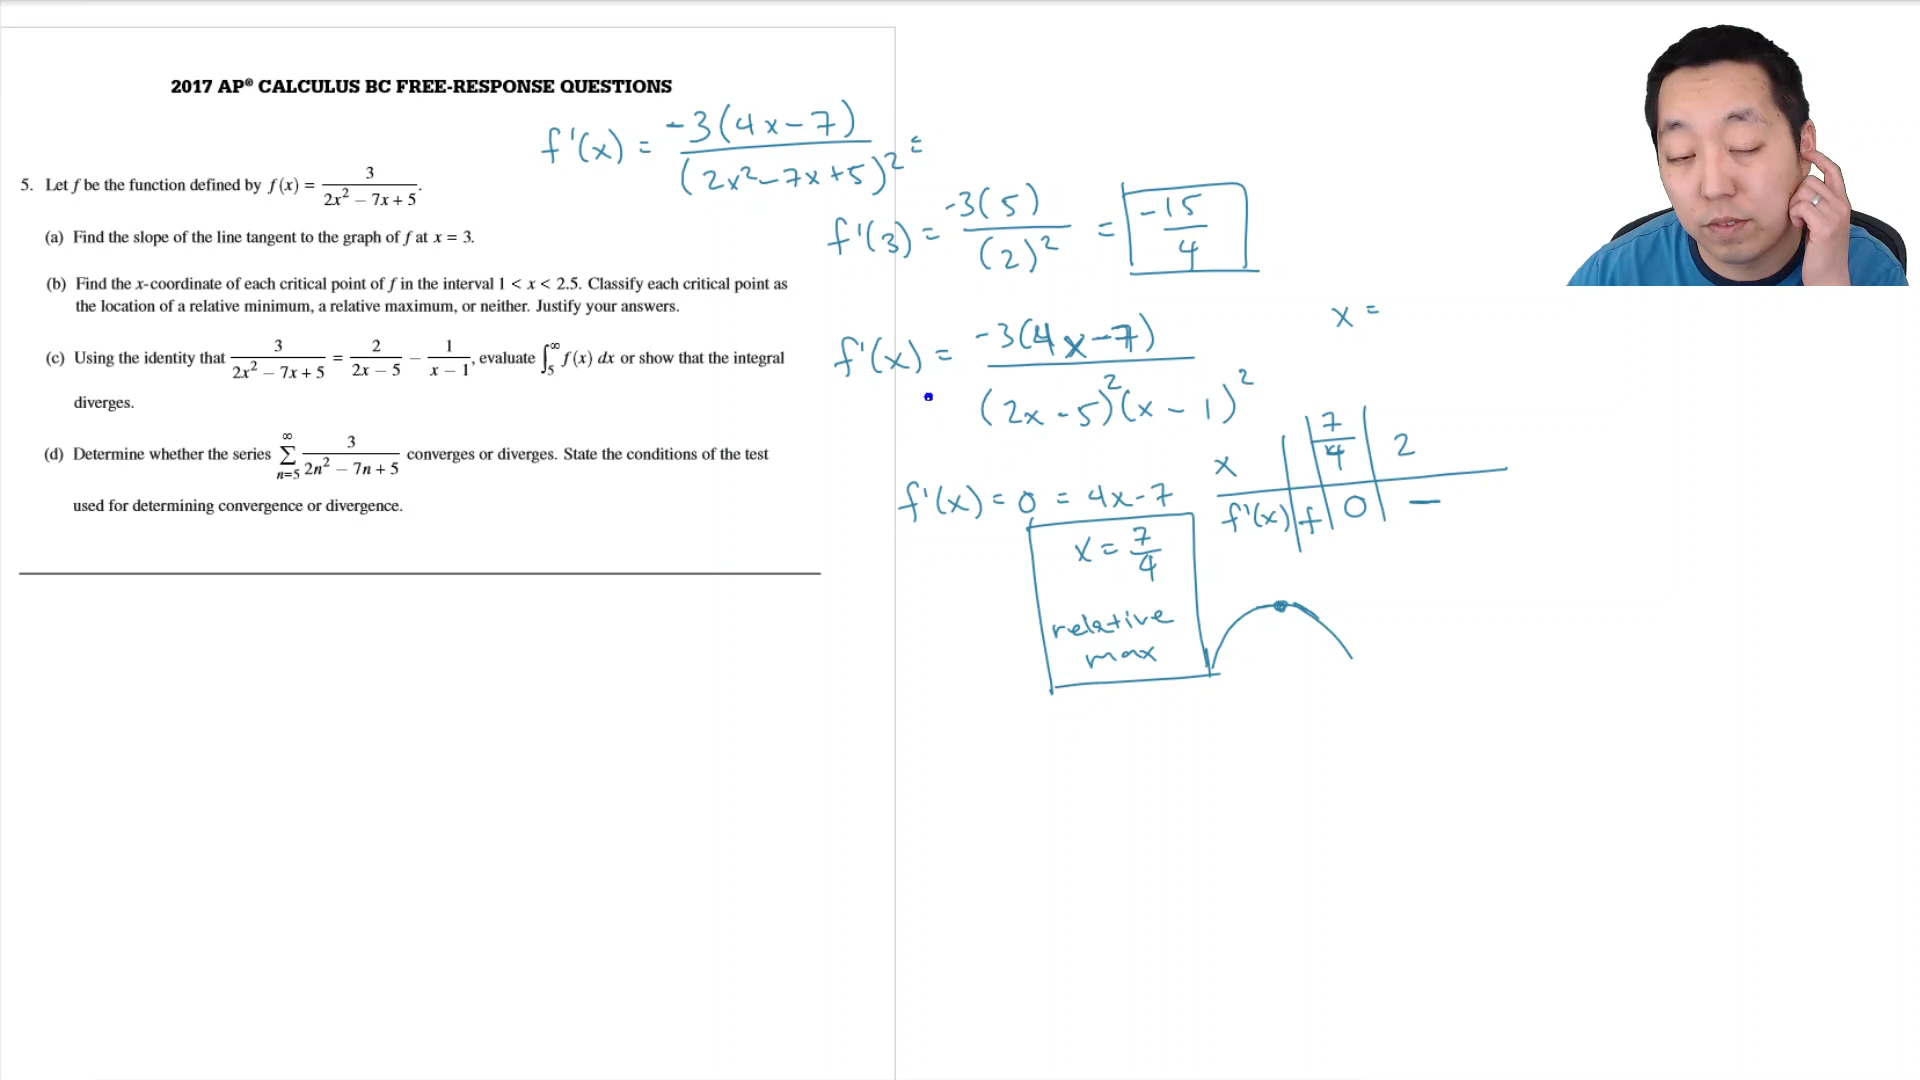 2017 AP® CALCULUS BC FREE-RESPONSE QUESTIONS
5. Let f be the function defined by f(x) = 3/(2x² − 7x + 5).
(a) Find the slope of the line tangent to the graph of f at x = 3.
(b) Find the x-coordinate of each critical point of f in the interval 1 < x < 2.5. Classify each critical point as
the location of a relative minimum, a relative maximum, or neither. Justify your answers.
(c) Using the identity that 3/(2x² − 7x + 5) = 2/(2x − 5) − 1/(x − 1), evaluate ∫₅^∞ f(x) dx or show that the integral
diverges.
(d) Determine whether the series ∑_{n=5}^∞ 3/(2n² − 7n + 5) converges or diverges. State the conditions of the test
used for determining convergence or divergence.
f'(x) = -3(4x-7)/(2x²-7x+5)² =
f'(3) = -3(5)/(2)² = -15/4
x =
f'(x) = -3(4x-7)/(2x-5)²(x-1)²
x | 7/4 | 2
f'(x) | + | 0 | −
f'(x) = 0 = 4x-7
x = 7/4
relative
max